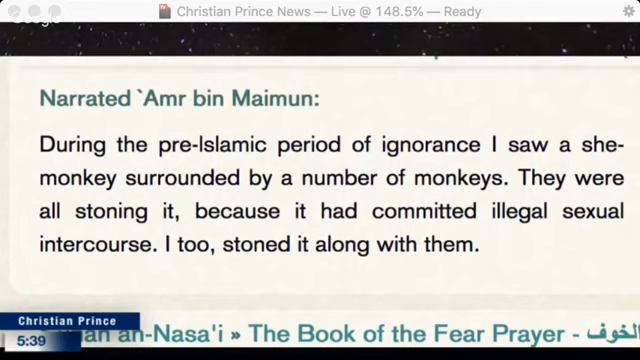 Christian Prince News — Live @ 148.5% — Ready
Google
Narrated `Amr bin Maimun:
During the pre-Islamic period of ignorance I saw a she-
monkey surrounded by a number of monkeys. They were
all stoning it, because it had committed illegal sexual
intercourse. I too, stoned it along with them.
Christian Prince
5:39
an-Nasa'i » The Book of the Fear Prayer - الخوف